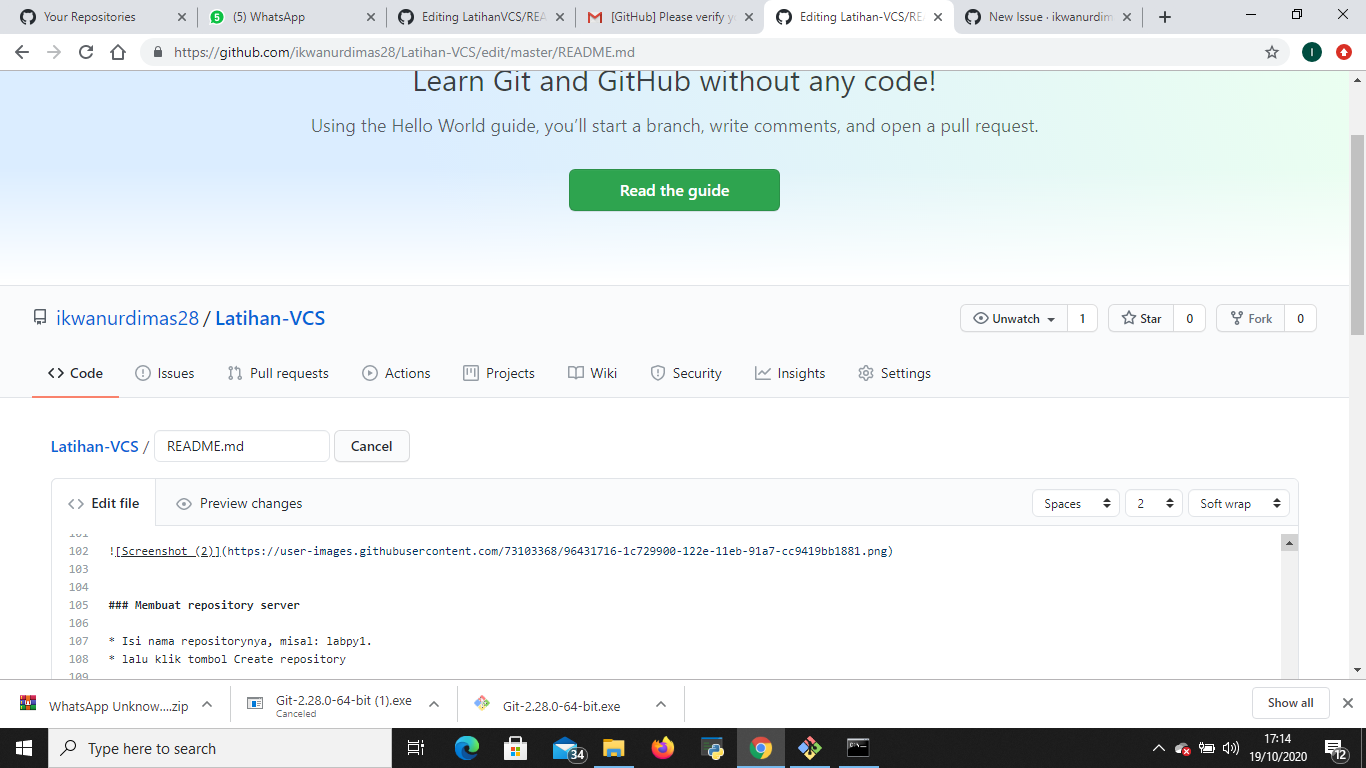 Your Repositories
(5) WhatsApp
Editing LatihanVCS/REA
[GitHub] Please verify yo
Editing Latihan-VCS/RE
New Issue · ikwanurdim
https://github.com/ikwanurdimas28/Latihan-VCS/edit/master/README.md
I
Learn Git and GitHub without any code!
Using the Hello World guide, you’ll start a branch, write comments, and open a pull request.
Read the guide
ikwanurdimas28 / Latihan-VCS
Unwatch 1
Star 0
Fork 0
Code
Issues
Pull requests
Actions
Projects
Wiki
Security
Insights
Settings
Latihan-VCS / README.md Cancel
Edit file
Preview changes
Spaces
2
Soft wrap
101
102 ![Screenshot (2)](https://user-images.githubusercontent.com/73103368/96431716-1c729900-122e-11eb-91a7-cc9419bb1881.png)
103
104
105 ### Membuat repository server
106
107 * Isi nama repositorynya, misal: labpy1.
108 * lalu klik tombol Create repository
109
WhatsApp Unknow....zip
Git-2.28.0-64-bit (1).exe
Canceled
Git-2.28.0-64-bit.exe
Show all
Type here to search
34
17:14
19/10/2020
12